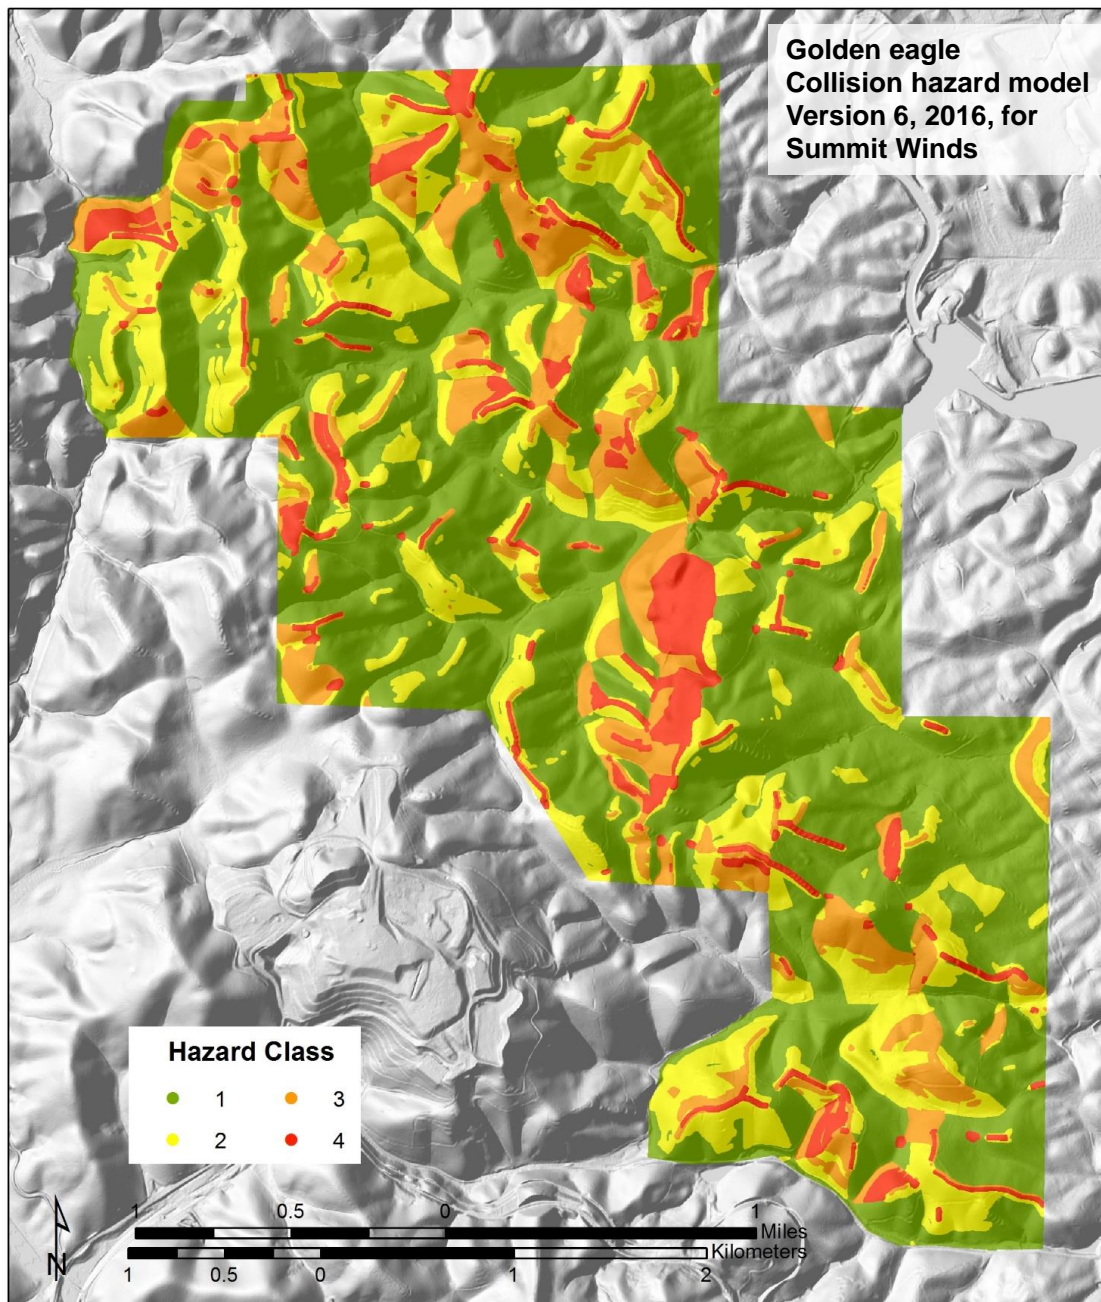 Golden eagle
Collision hazard model
Version 6, 2016, for
Summit Winds
Hazard Class
1 3
2 4
N
1 0.5 0 1 Miles
Kilometers
1 0.5 0 1 2